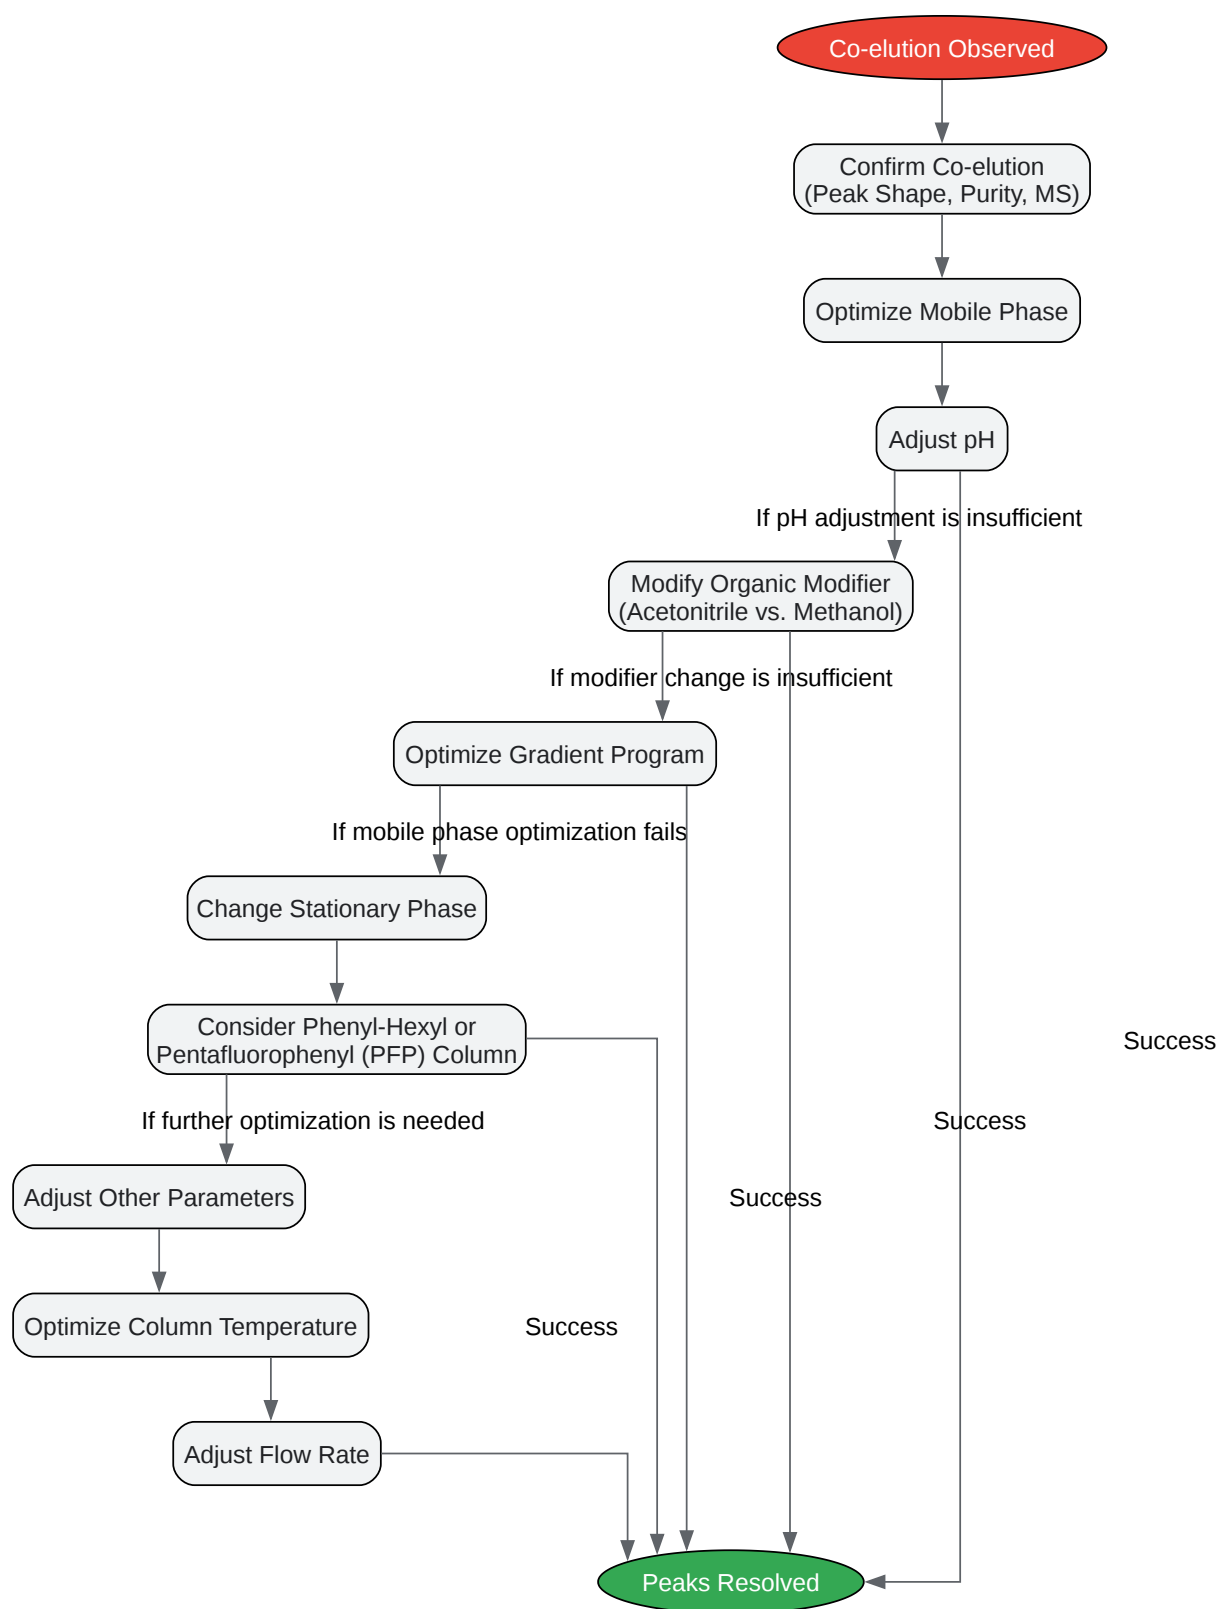 Co-elution Observed
Confirm Co-elution
(Peak Shape, Purity, MS)
Optimize Mobile Phase
Adjust pH
If pH adjustment is insufficient
Modify Organic Modifier
(Acetonitrile vs. Methanol)
If modifier change is insufficient
Optimize Gradient Program
If mobile phase optimization fails
Change Stationary Phase
Consider Phenyl-Hexyl or
Pentafluorophenyl (PFP) Column
Success
If further optimization is needed
Success
Adjust Other Parameters
Success
Optimize Column Temperature
Success
Adjust Flow Rate
Peaks Resolved